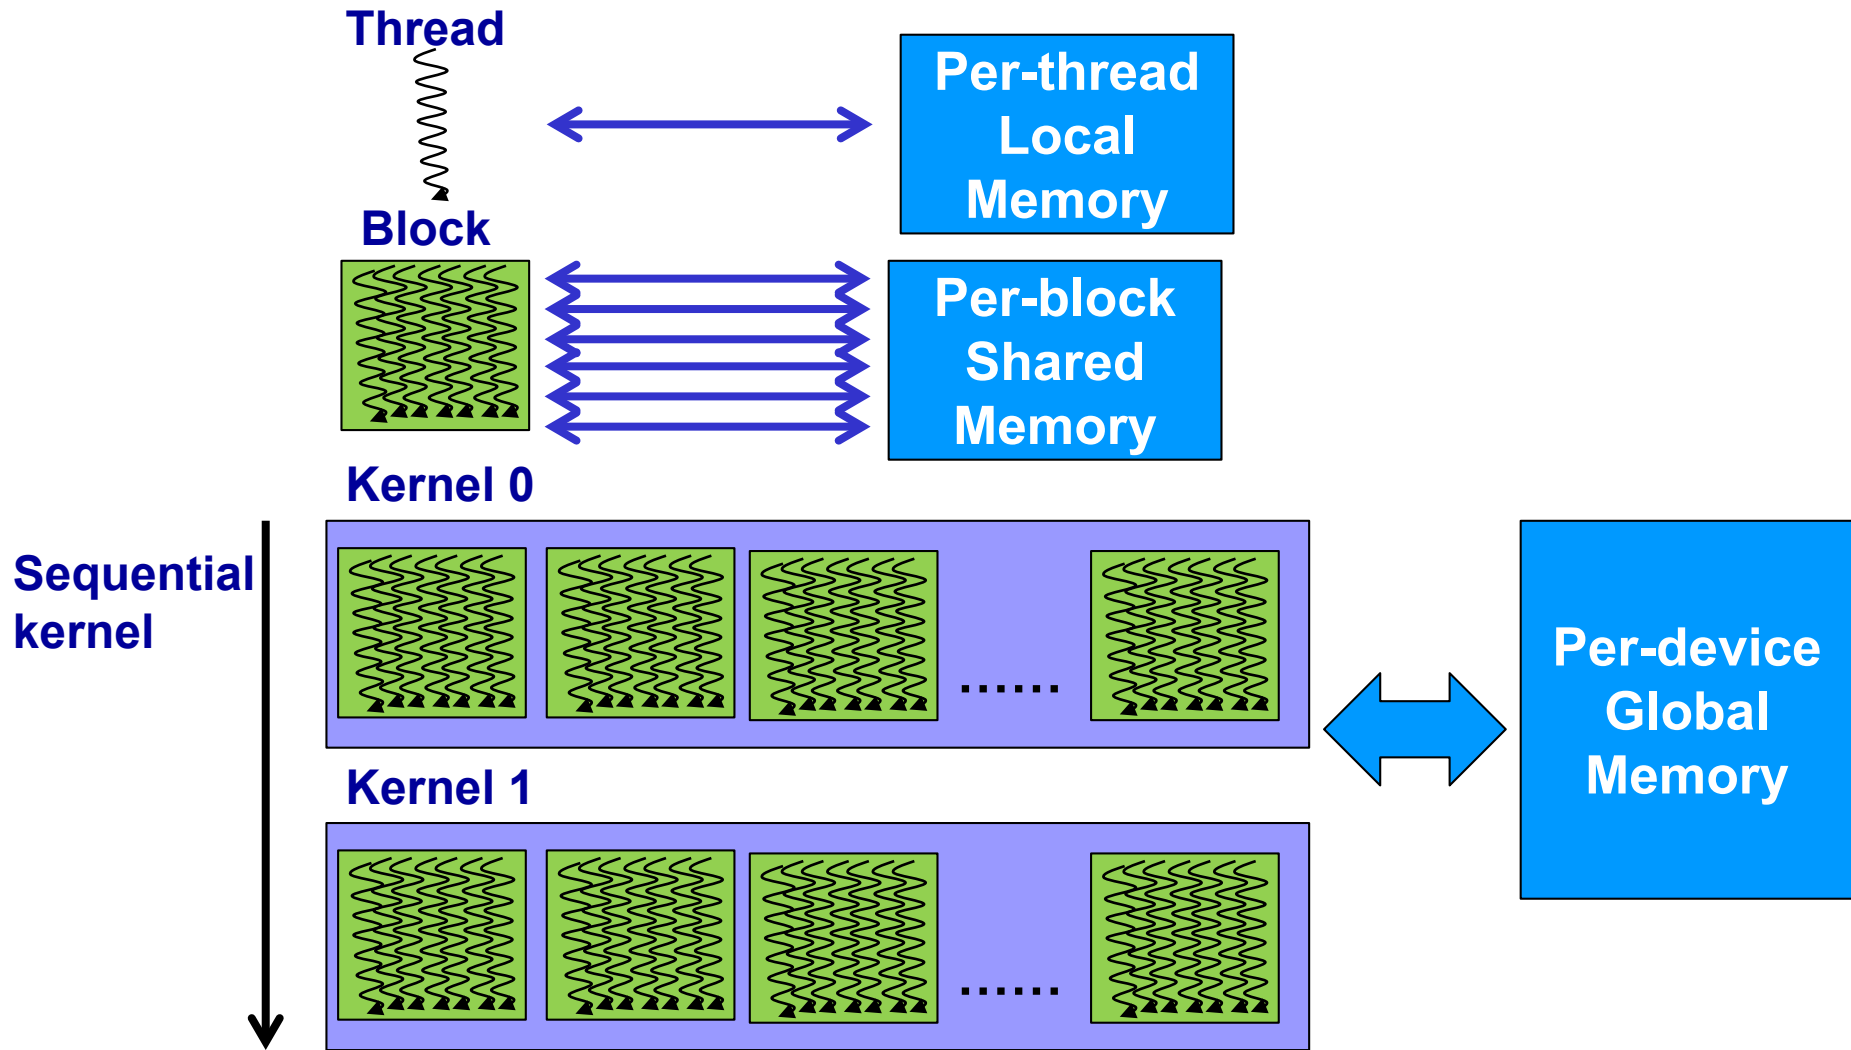 Thread
Per-thread
Local
Memory
Block
Per-block
Shared
Memory
Kernel 0
Sequential
kernel
......
Per-device
Global
Memory
Kernel 1
......